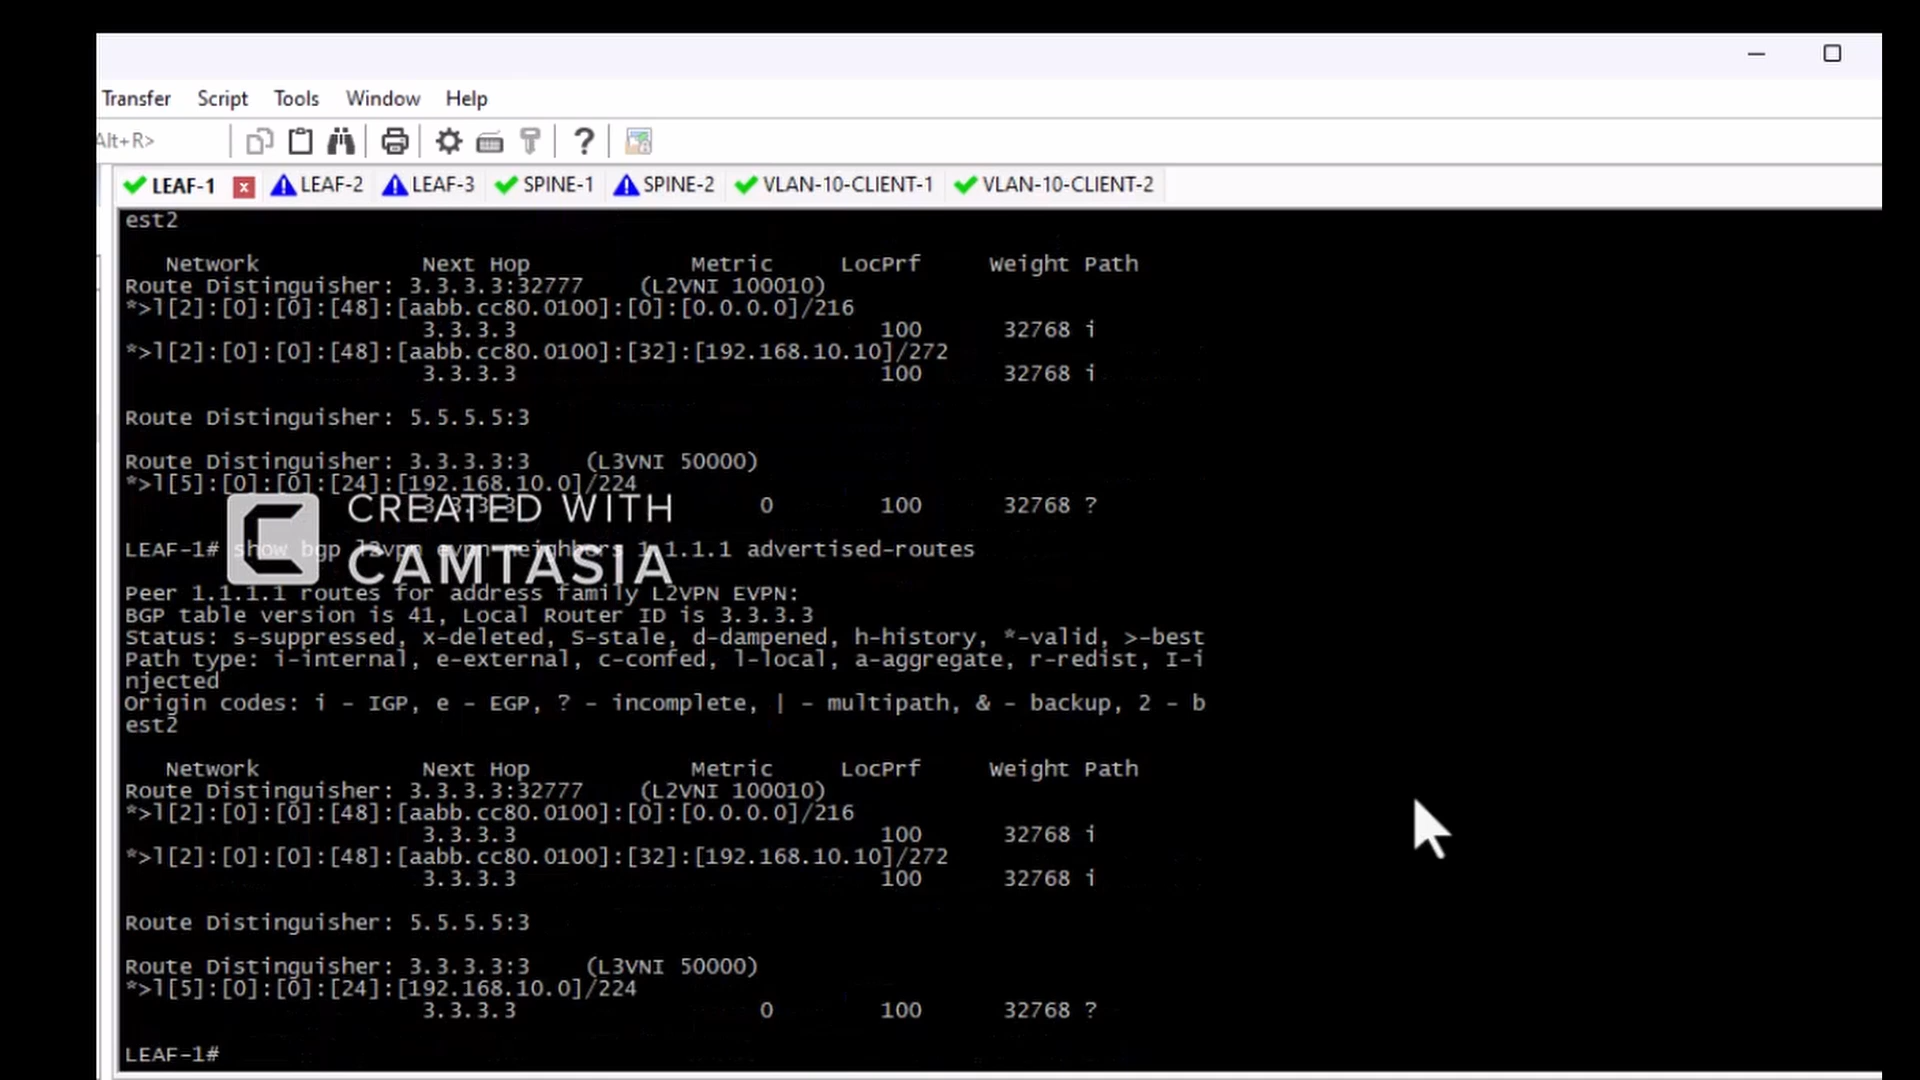 Transfer Script Tools Window Help
Alt+R>
LEAF-1 LEAF-2 LEAF-3 SPINE-1 SPINE-2 VLAN-10-CLIENT-1 VLAN-10-CLIENT-2
est2
Network Next Hop Metric LocPrf Weight Path
Route Distinguisher: 3.3.3.3:32777 (L2VNI 100010)
*>l[2]:[0]:[0]:[48]:[aabb.cc80.0100]:[0]:[0.0.0.0]/216
3.3.3.3 100 32768 i
*>l[2]:[0]:[0]:[48]:[aabb.cc80.0100]:[32]:[192.168.10.10]/272
3.3.3.3 100 32768 i
Route Distinguisher: 5.5.5.5:3
Route Distinguisher: 3.3.3.3:3 (L3VNI 50000)
*>l[5]:[0]:[0]:[24]:[192.168.10.0]/224
3.3.3.3 0 100 32768 ?
CREATED WITH
CAMTASIA
LEAF-1# show bgp l2vpn evpn neighbors 1.1.1.1 advertised-routes
Peer 1.1.1.1 routes for address family L2VPN EVPN:
BGP table version is 41, Local Router ID is 3.3.3.3
Status: s-suppressed, x-deleted, S-stale, d-dampened, h-history, *-valid, >-best
Path type: i-internal, e-external, c-confed, l-local, a-aggregate, r-redist, I-i
njected
Origin codes: i - IGP, e - EGP, ? - incomplete, | - multipath, & - backup, 2 - b
est2
Network Next Hop Metric LocPrf Weight Path
Route Distinguisher: 3.3.3.3:32777 (L2VNI 100010)
*>l[2]:[0]:[0]:[48]:[aabb.cc80.0100]:[0]:[0.0.0.0]/216
3.3.3.3 100 32768 i
*>l[2]:[0]:[0]:[48]:[aabb.cc80.0100]:[32]:[192.168.10.10]/272
3.3.3.3 100 32768 i
Route Distinguisher: 5.5.5.5:3
Route Distinguisher: 3.3.3.3:3 (L3VNI 50000)
*>l[5]:[0]:[0]:[24]:[192.168.10.0]/224
3.3.3.3 0 100 32768 ?
LEAF-1#